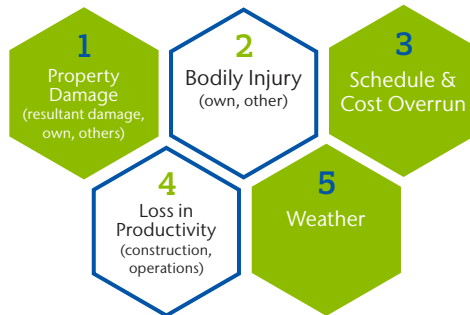 1
Property
Damage
(resultant damage,
own, others)
2
Bodily Injury
(own, other)
3
Schedule &
Cost Overrun
4
Loss in
Productivity
(construction,
operations)
5
Weather